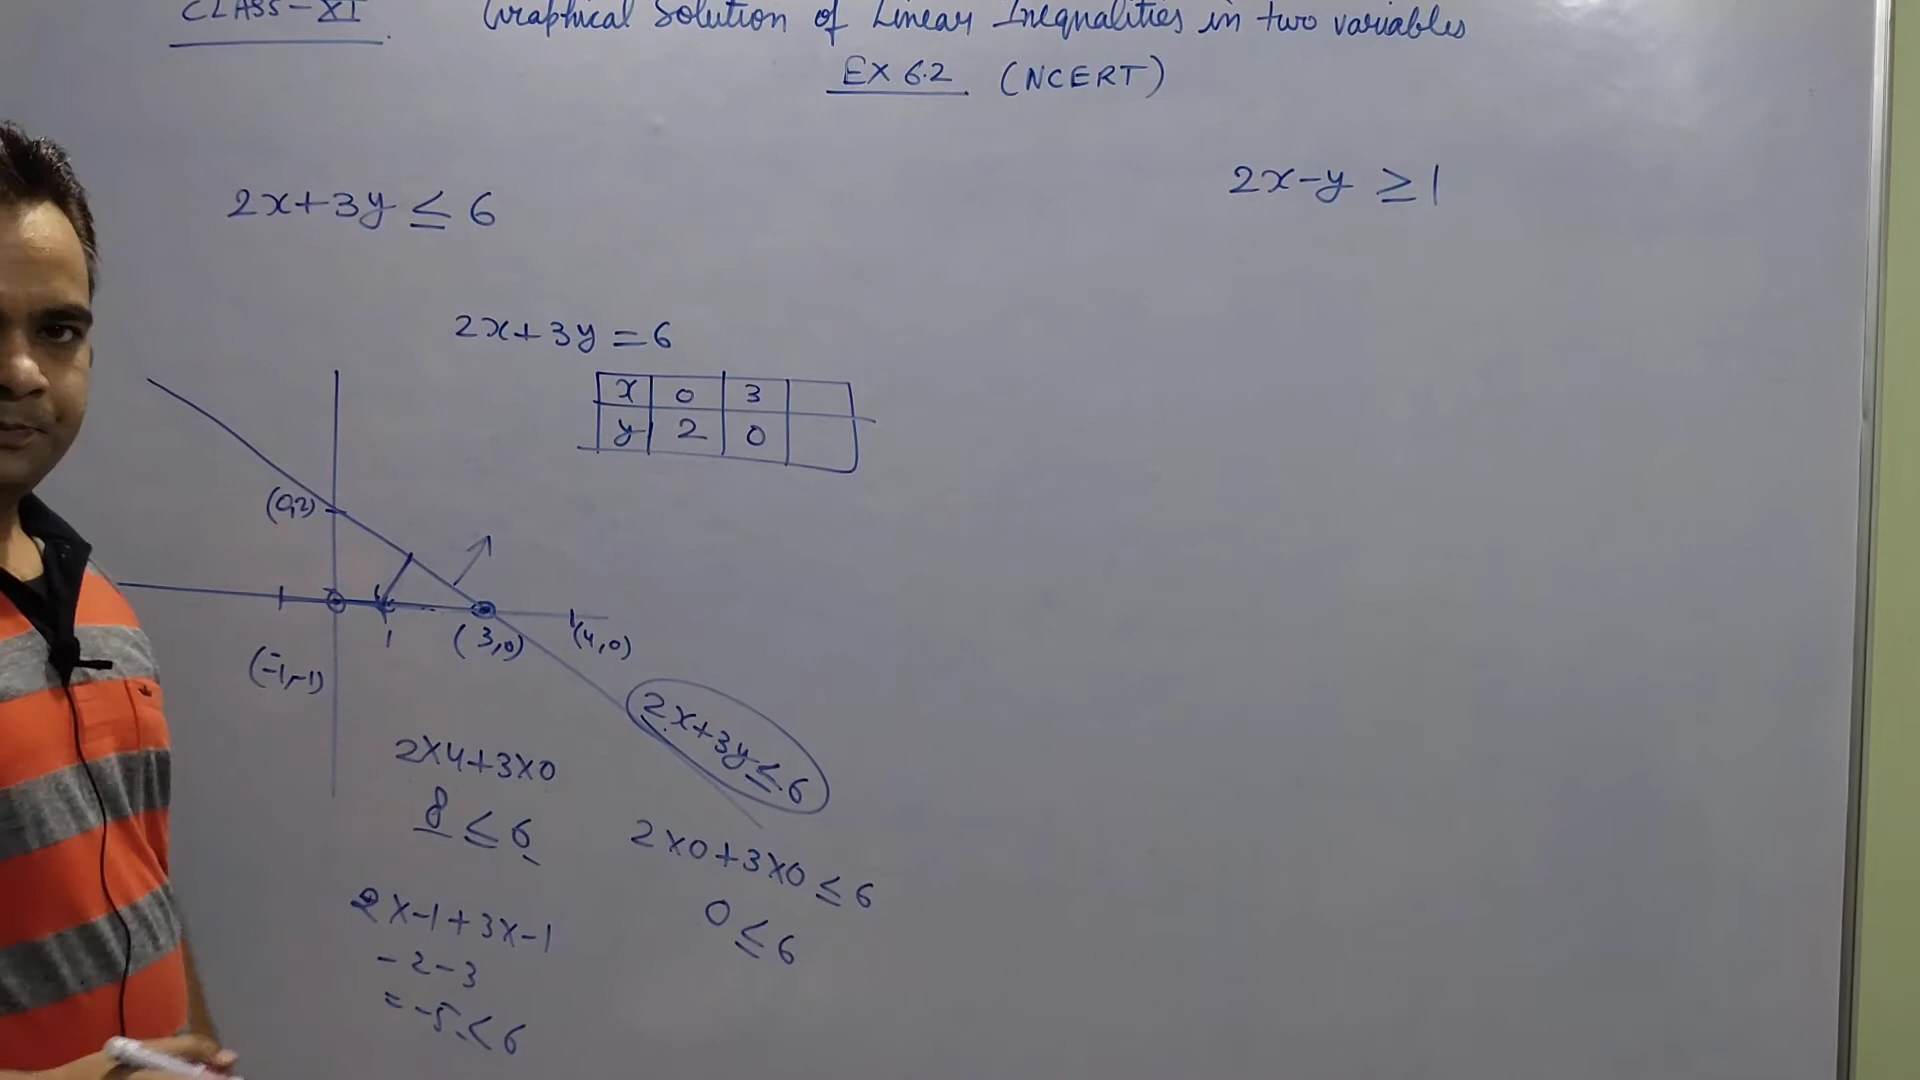 CLASS-XI
Graphical Solution of Linear Inequalities in two variables
EX 6.2 (NCERT)
2x+3y ≤ 6
2x-y ≥ 1
2x+3y = 6
x 0 3
y 2 0
(0,2)
1
(3,0)
(4,0)
(-1,-1)
2x+3y ≤ 6
2×4+3×0
8 ≤ 6
2×0+3×0 ≤ 6
0 ≤ 6
2×-1+3×-1
-2-3
=-5<6